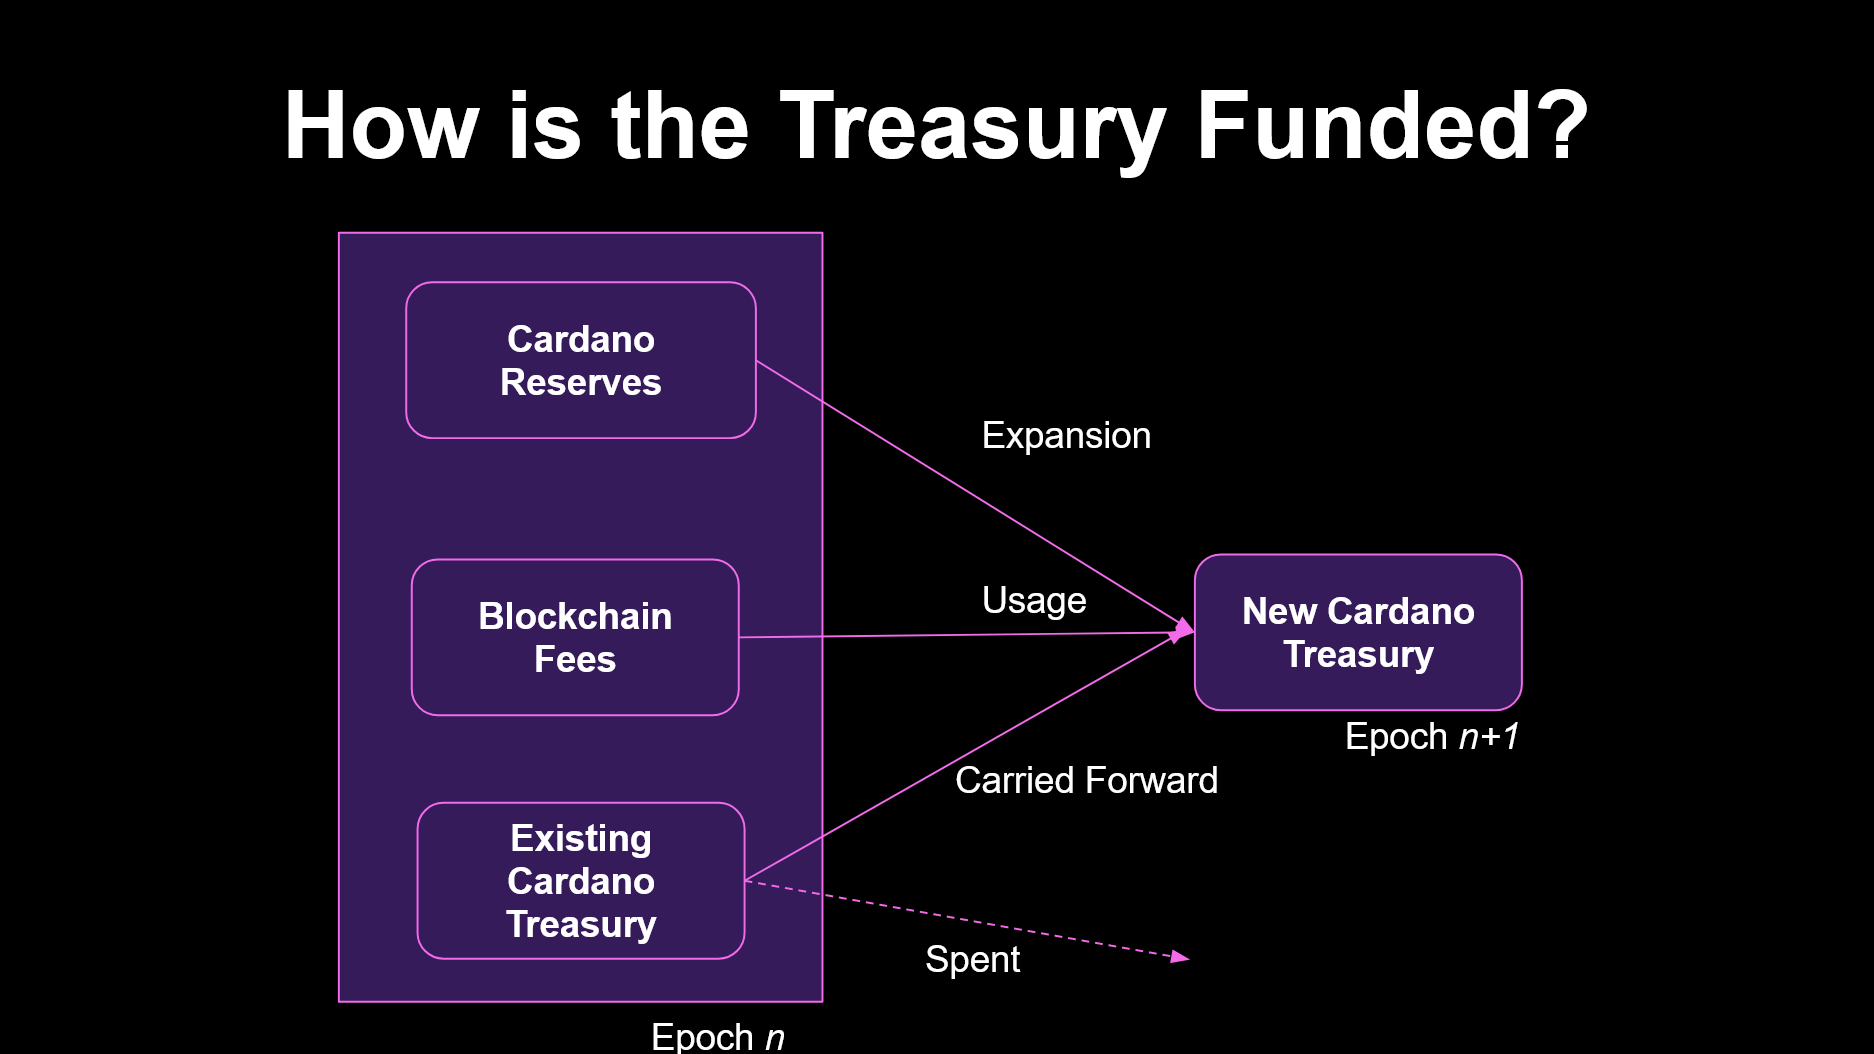 How is the Treasury Funded?
Cardano
Reserves
Expansion
Blockchain
Fees
Usage
New Cardano
Treasury
Epoch n+1
Carried Forward
Existing
Cardano
Treasury
Spent
Epoch n